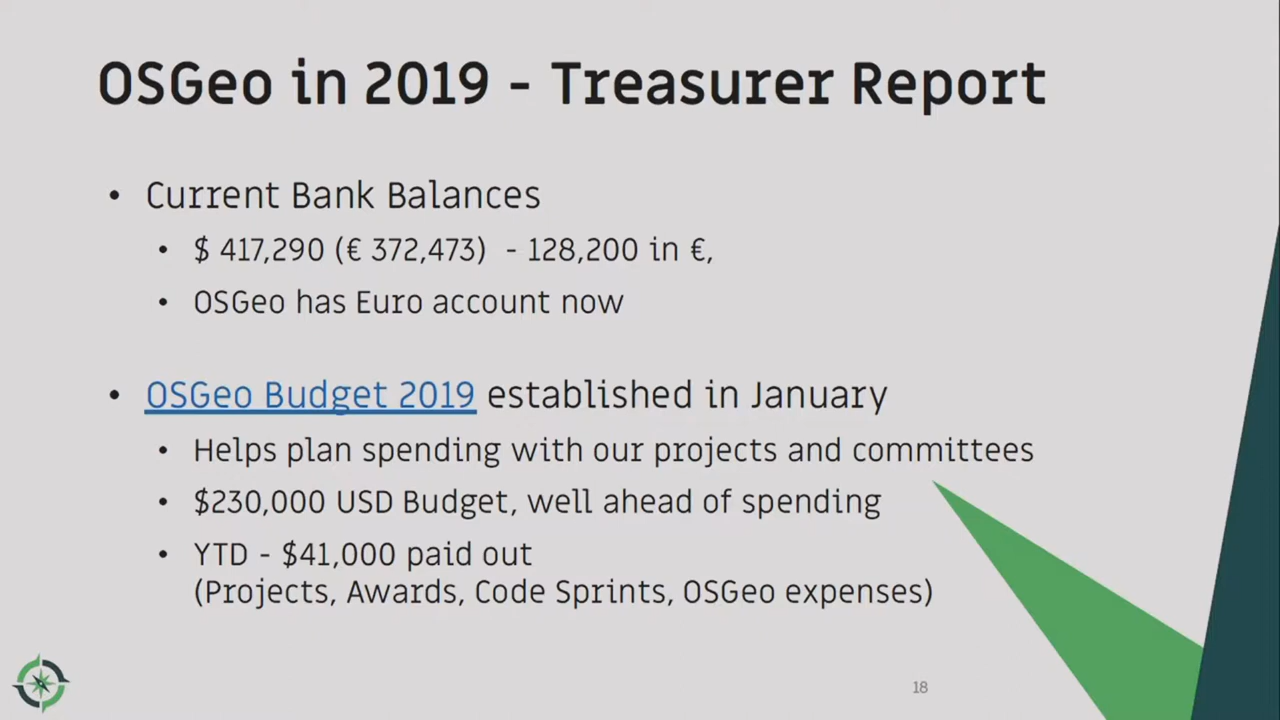 OSGeo in 2019 - Treasurer Report
• Current Bank Balances
• $ 417,290 (€ 372,473) - 128,200 in €,
• OSGeo has Euro account now
• OSGeo Budget 2019 established in January
• Helps plan spending with our projects and committees
• $230,000 USD Budget, well ahead of spending
• YTD - $41,000 paid out
(Projects, Awards, Code Sprints, OSGeo expenses)
18